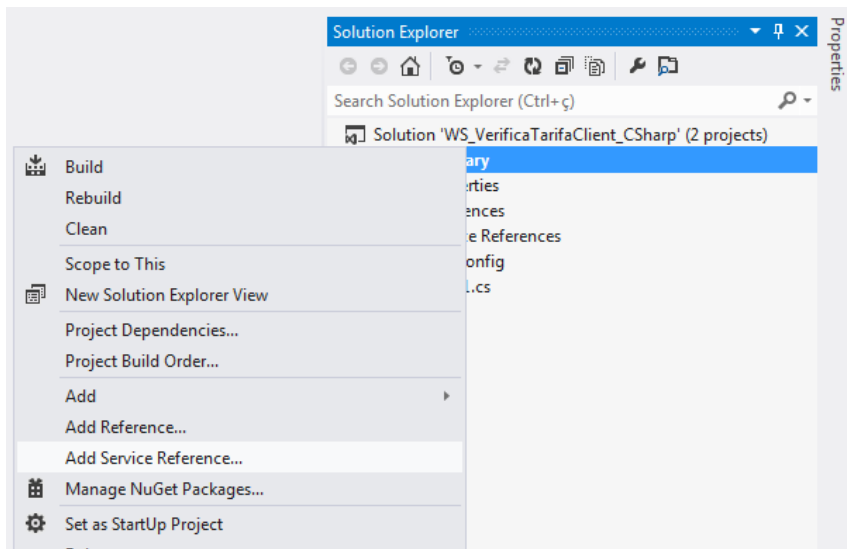 Solution Explorer
Properties
Search Solution Explorer (Ctrl+ç)
Solution 'WS_VerificaTarifaClient_CSharp' (2 projects)
Build
Rebuild
Clean
Scope to This
New Solution Explorer View
Project Dependencies...
Project Build Order...
Add
Add Reference...
Add Service Reference...
Manage NuGet Packages...
Set as StartUp Project
ary
erties
ences
e References
onfig
1.cs